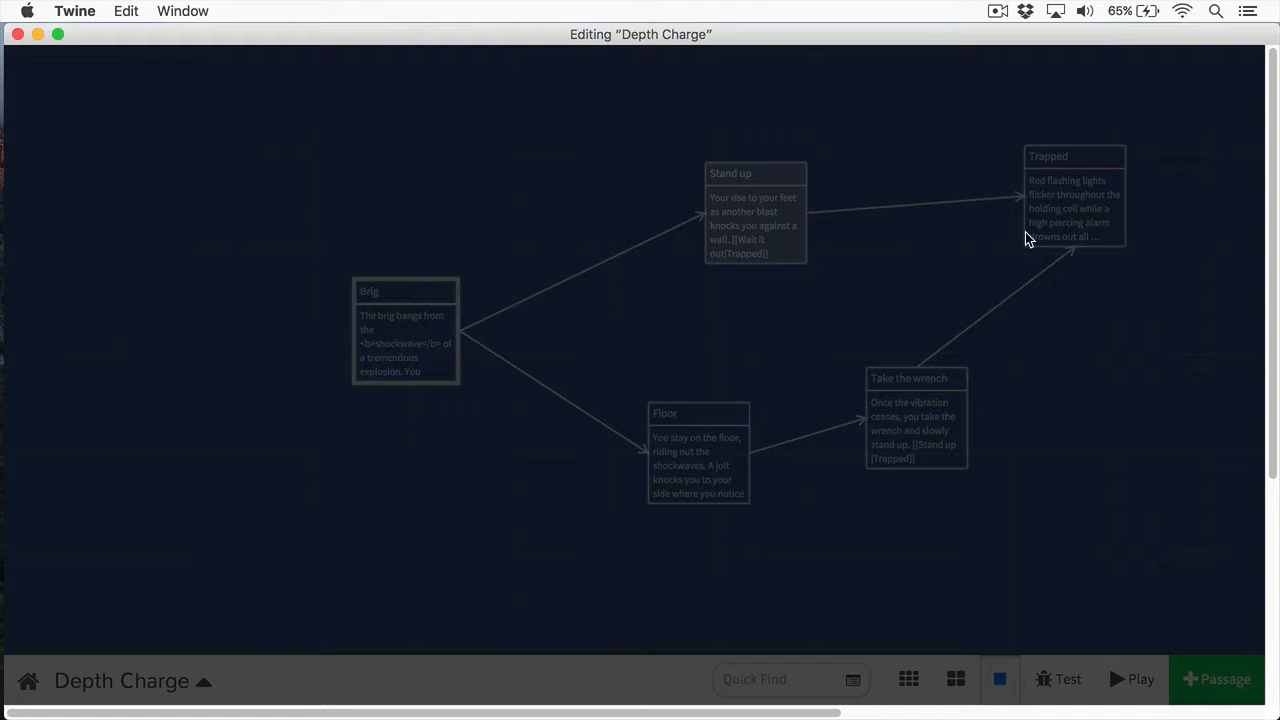 Twine Edit Window 65%
Editing “Depth Charge”
Trapped
Red flashing lights
flicker throughout the
holding cell while a
high piercing alarm
drowns out all ...
Stand up
Your rise to your feet
as another blast
knocks you against a
wall. [[Wait it
out|Trapped]]
Brig
The brig bangs from
the
<b>shockwave</b> of
a tremendous
explosion. You
Take the wrench
Once the vibration
ceases, you take the
wrench and slowly
stand up. [[Stand up
|Trapped]]
Floor
You stay on the floor,
riding out the
shockwaves. A jolt
knocks you to your
side where you notice
Depth Charge Quick Find Test Play +Passage